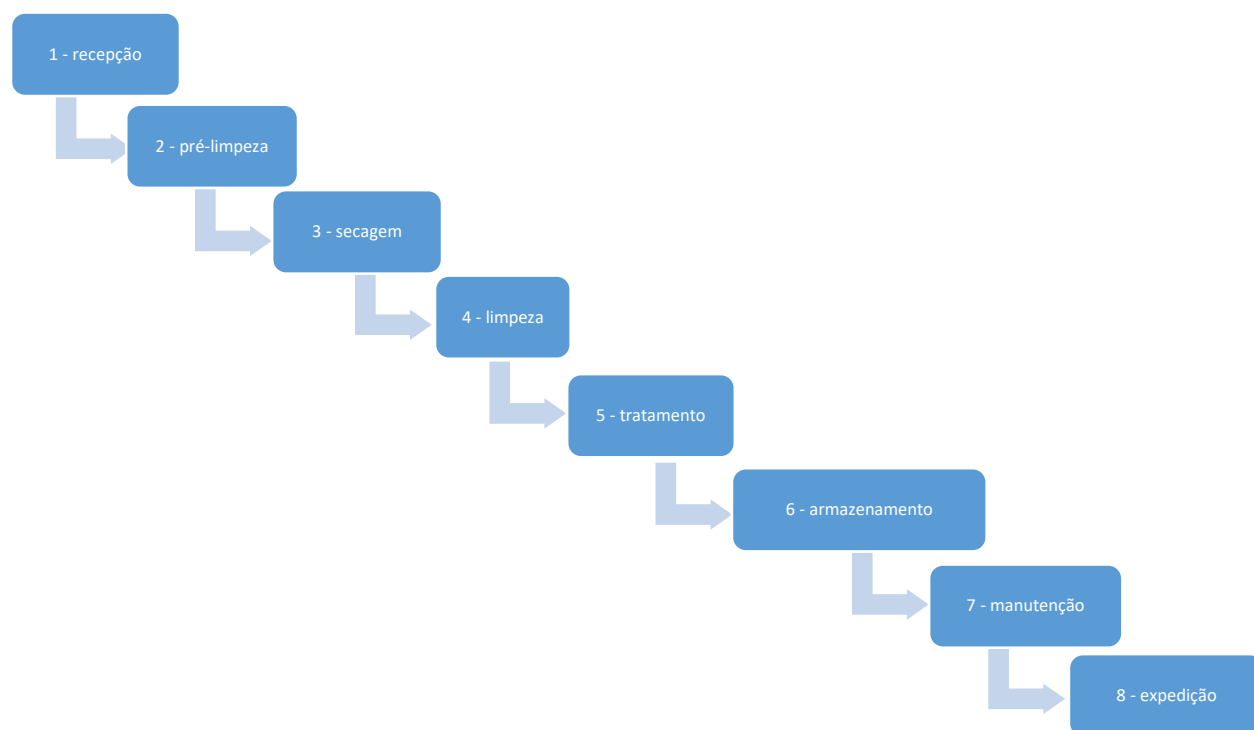 1 - recepção
2 - pré-limpeza
3 - secagem
4 - limpeza
5 - tratamento
6 - armazenamento
7 - manutenção
8 - expedição